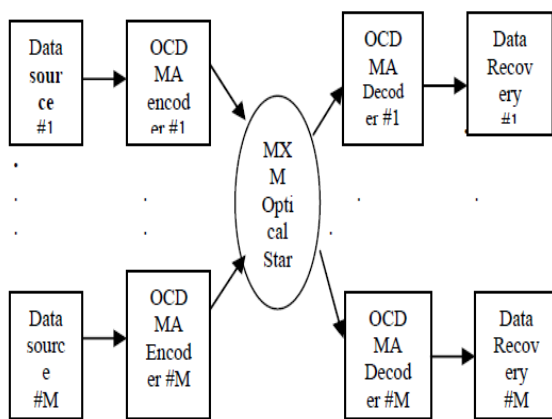 Data
sour
ce
#1
OCD
MA
encod
er #1
MX
M
Opti
cal
Star
OCD
MA
Decod
er #1
Data
Recov
ery
#1
Data
sourc
e
#M
OCD
MA
Encod
er #M
OCD
MA
Decod
er #M
Data
Recov
ery
#M